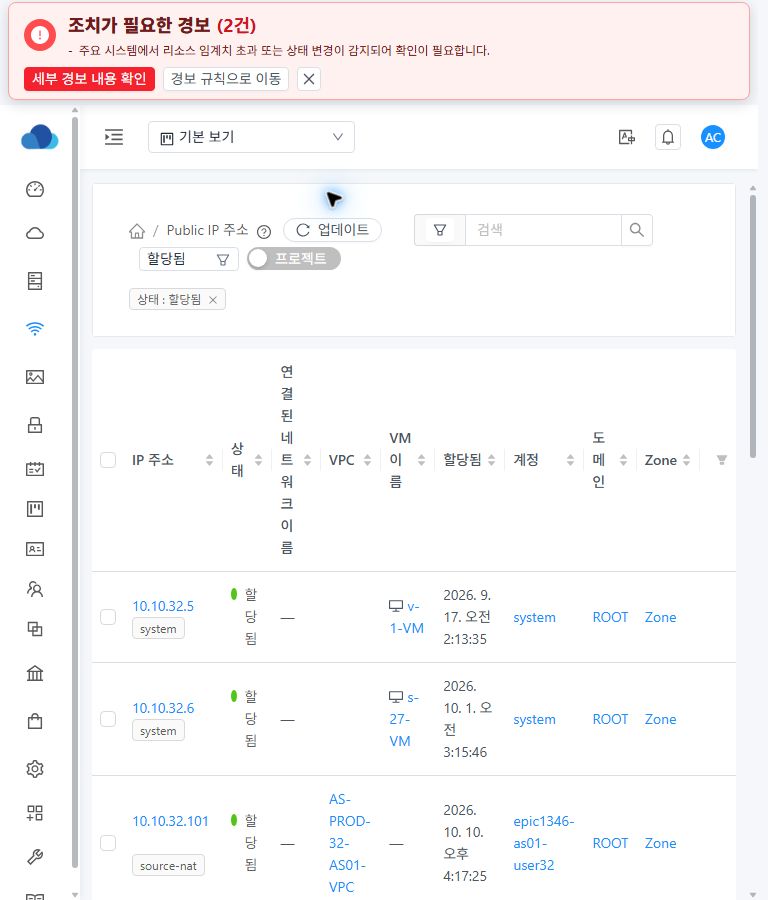 조치가 필요한 경보 (2건)
- 주요 시스템에서 리소스 임계치 초과 또는 상태 변경이 감지되어 확인이 필요합니다.
세부 경보 내용 확인 경보 규칙으로 이동
기본 보기 AC
/ Public IP 주소 업데이트 검색
할당됨 프로젝트
상태 : 할당됨
IP 주소 상태 연결된 네트워크 이름 VPC VM 이름 할당됨 계정 도메인 Zone
10.10.32.5 system 할당됨 — v-1-VM 2026. 9. 17. 오전 2:13:35 system ROOT Zone
10.10.32.6 system 할당됨 — s-27-VM 2026. 10. 1. 오전 3:15:46 system ROOT Zone
10.10.32.101 source-nat 할당됨 — AS-PROD-32-AS01-VPC — 2026. 10. 10. 오후 4:17:25 epic1346-as01-user32 ROOT Zone